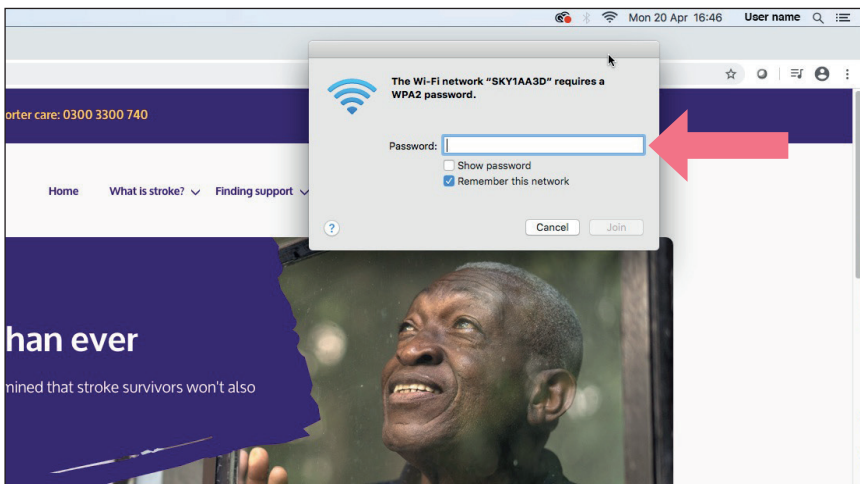 Mon 20 Apr 16:46 User name
The Wi-Fi network “SKY1AA3D” requires a
WPA2 password.
orter care: 0300 3300 740
Password:
Show password
Remember this network
Home What is stroke? Finding support
? Cancel Join
han ever
mined that stroke survivors won't also